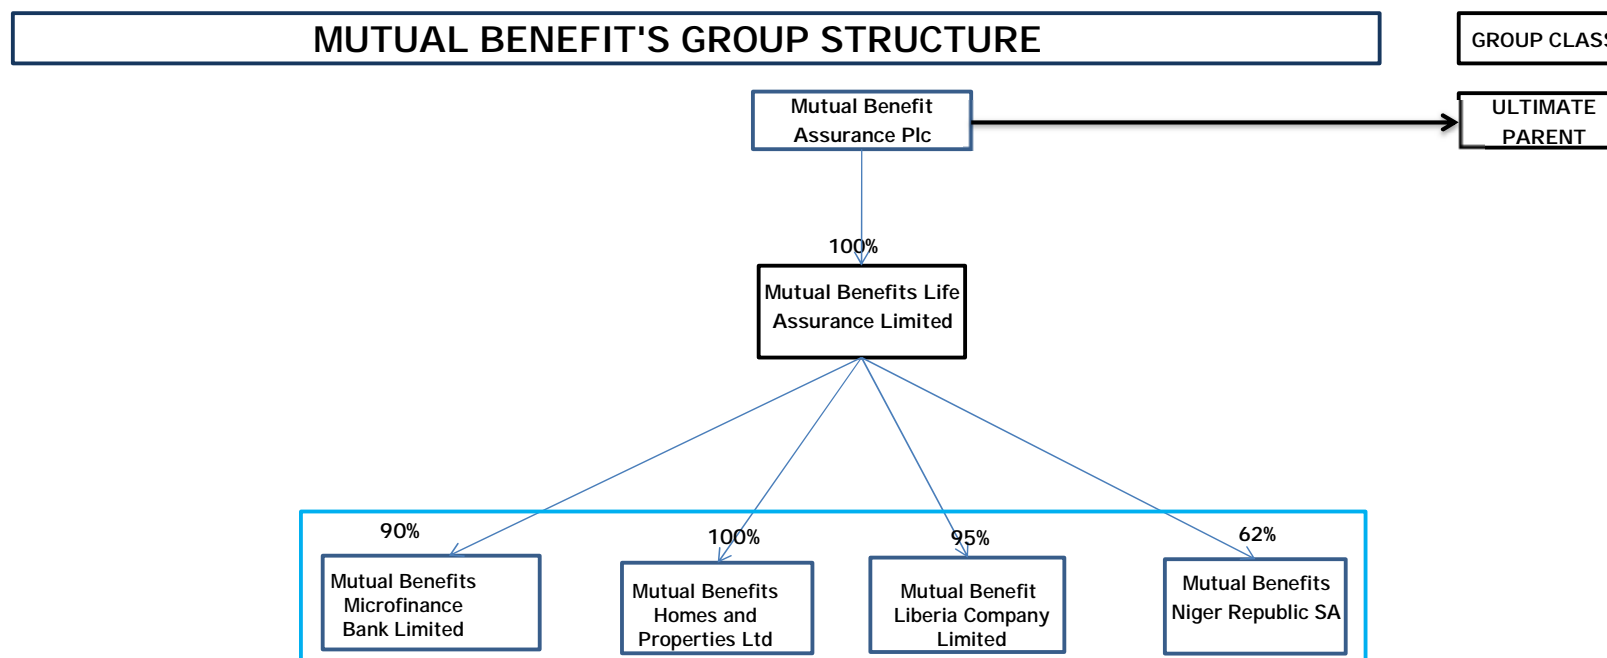 MUTUAL BENEFIT'S GROUP STRUCTURE
GROUP CLASS
Mutual Benefit
Assurance Plc
ULTIMATE
PARENT
100%
Mutual Benefits Life
Assurance Limited
90%
100%
95%
62%
Mutual Benefits
Microfinance
Bank Limited
Mutual Benefits
Homes and
Properties Ltd
Mutual Benefit
Liberia Company
Limited
Mutual Benefits
Niger Republic SA